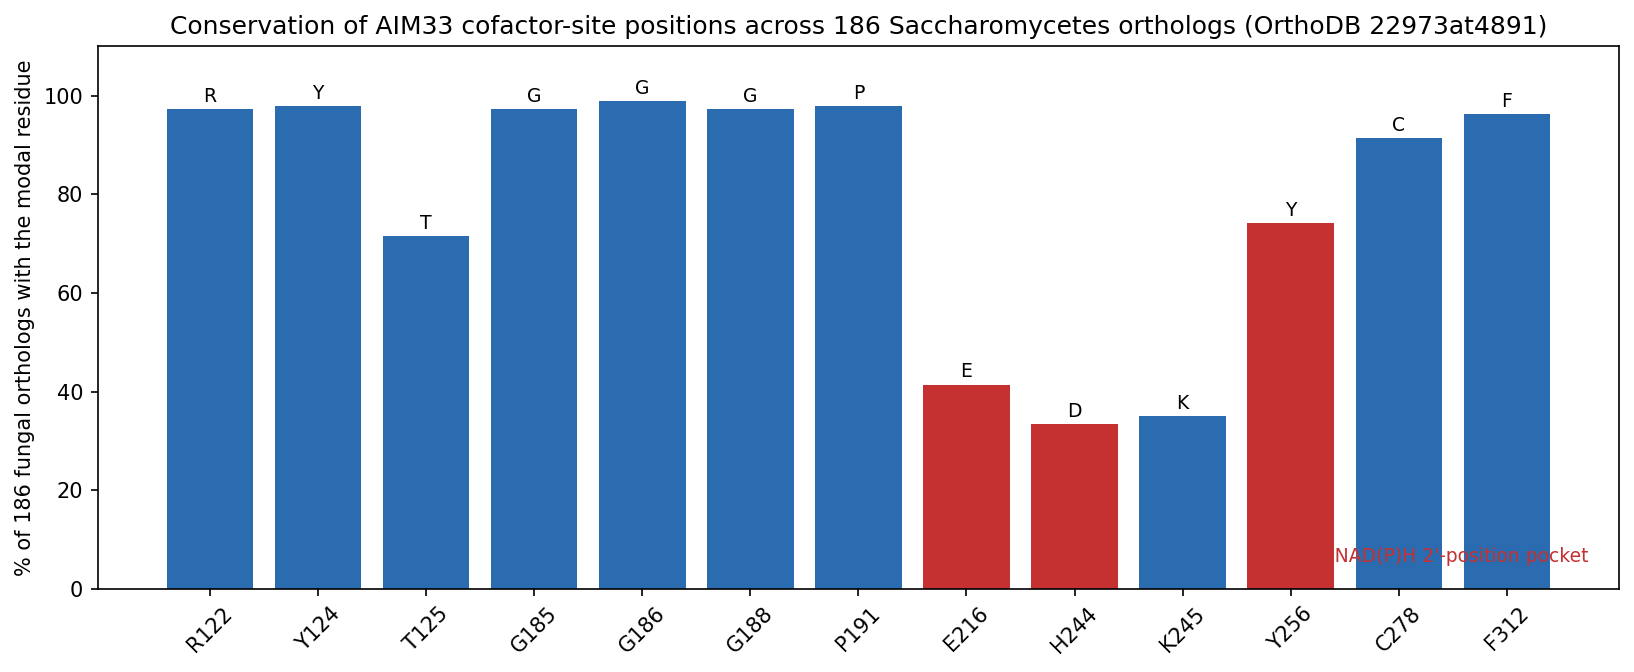 Conservation of AIM33 cofactor-site positions across 186 Saccharomycetes orthologs (OrthoDB 22973at4891)
% of 186 fungal orthologs with the modal residue
100
80
60
40
20
0
R
Y
T
G
G
G
P
E
D
K
Y
C
F
NAD(P)H 2'-position pocket
R122
Y124
T125
G185
G186
G188
P191
E216
H244
K245
Y256
C278
F312